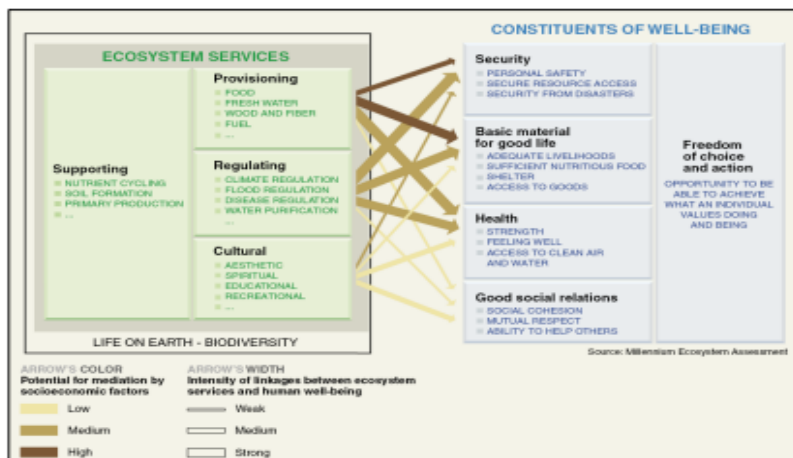 CONSTITUENTS OF WELL-BEING
ECOSYSTEM SERVICES
Supporting
NUTRIENT CYCLING
SOIL FORMATION
PRIMARY PRODUCTION
...
Provisioning
FOOD
FRESH WATER
WOOD AND FIBER
FUEL
...
Regulating
CLIMATE REGULATION
FLOOD REGULATION
DISEASE REGULATION
WATER PURIFICATION
...
Cultural
AESTHETIC
SPIRITUAL
EDUCATIONAL
RECREATIONAL
...
LIFE ON EARTH - BIODIVERSITY
Security
PERSONAL SAFETY
SECURE RESOURCE ACCESS
SECURITY FROM DISASTERS
Basic material
for good life
ADEQUATE LIVELIHOODS
SUFFICIENT NUTRITIOUS FOOD
SHELTER
ACCESS TO GOODS
Health
STRENGTH
FEELING WELL
ACCESS TO CLEAN AIR
AND WATER
Good social relations
SOCIAL COHESION
MUTUAL RESPECT
ABILITY TO HELP OTHERS
Freedom
of choice
and action
OPPORTUNITY TO BE
ABLE TO ACHIEVE
WHAT AN INDIVIDUAL
VALUES DOING
AND BEING
Source: Millennium Ecosystem Assessment
ARROW'S COLOR
Potential for mediation by
socioeconomic factors
Low
Medium
High
ARROW'S WIDTH
Intensity of linkages between ecosystem
services and human well-being
Weak
Medium
Strong